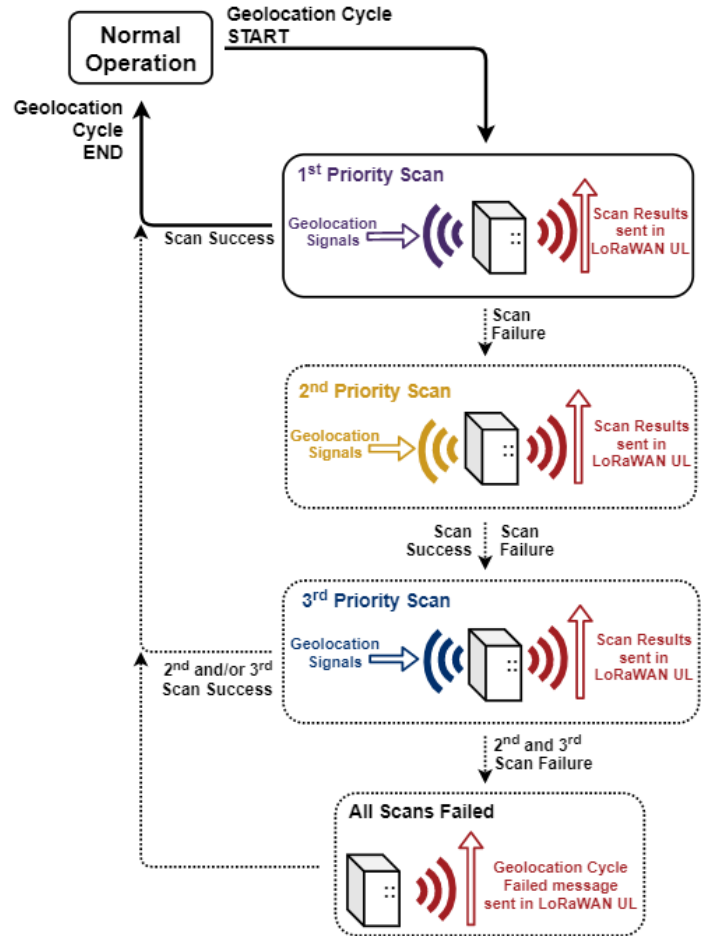 Normal
Operation
Geolocation Cycle
START
Geolocation
Cycle
END
1st Priority Scan
Geolocation
Signals
Scan Results
sent in
LoRaWAN UL
Scan Success
Scan
Failure
2nd Priority Scan
Geolocation
Signals
Scan Results
sent in
LoRaWAN UL
Scan
Success
Scan
Failure
3rd Priority Scan
Geolocation
Signals
Scan Results
sent in
LoRaWAN UL
2nd and/or 3rd
Scan Success
2nd and 3rd
Scan Failure
All Scans Failed
Geolocation Cycle
Failed message
sent in LoRaWAN UL